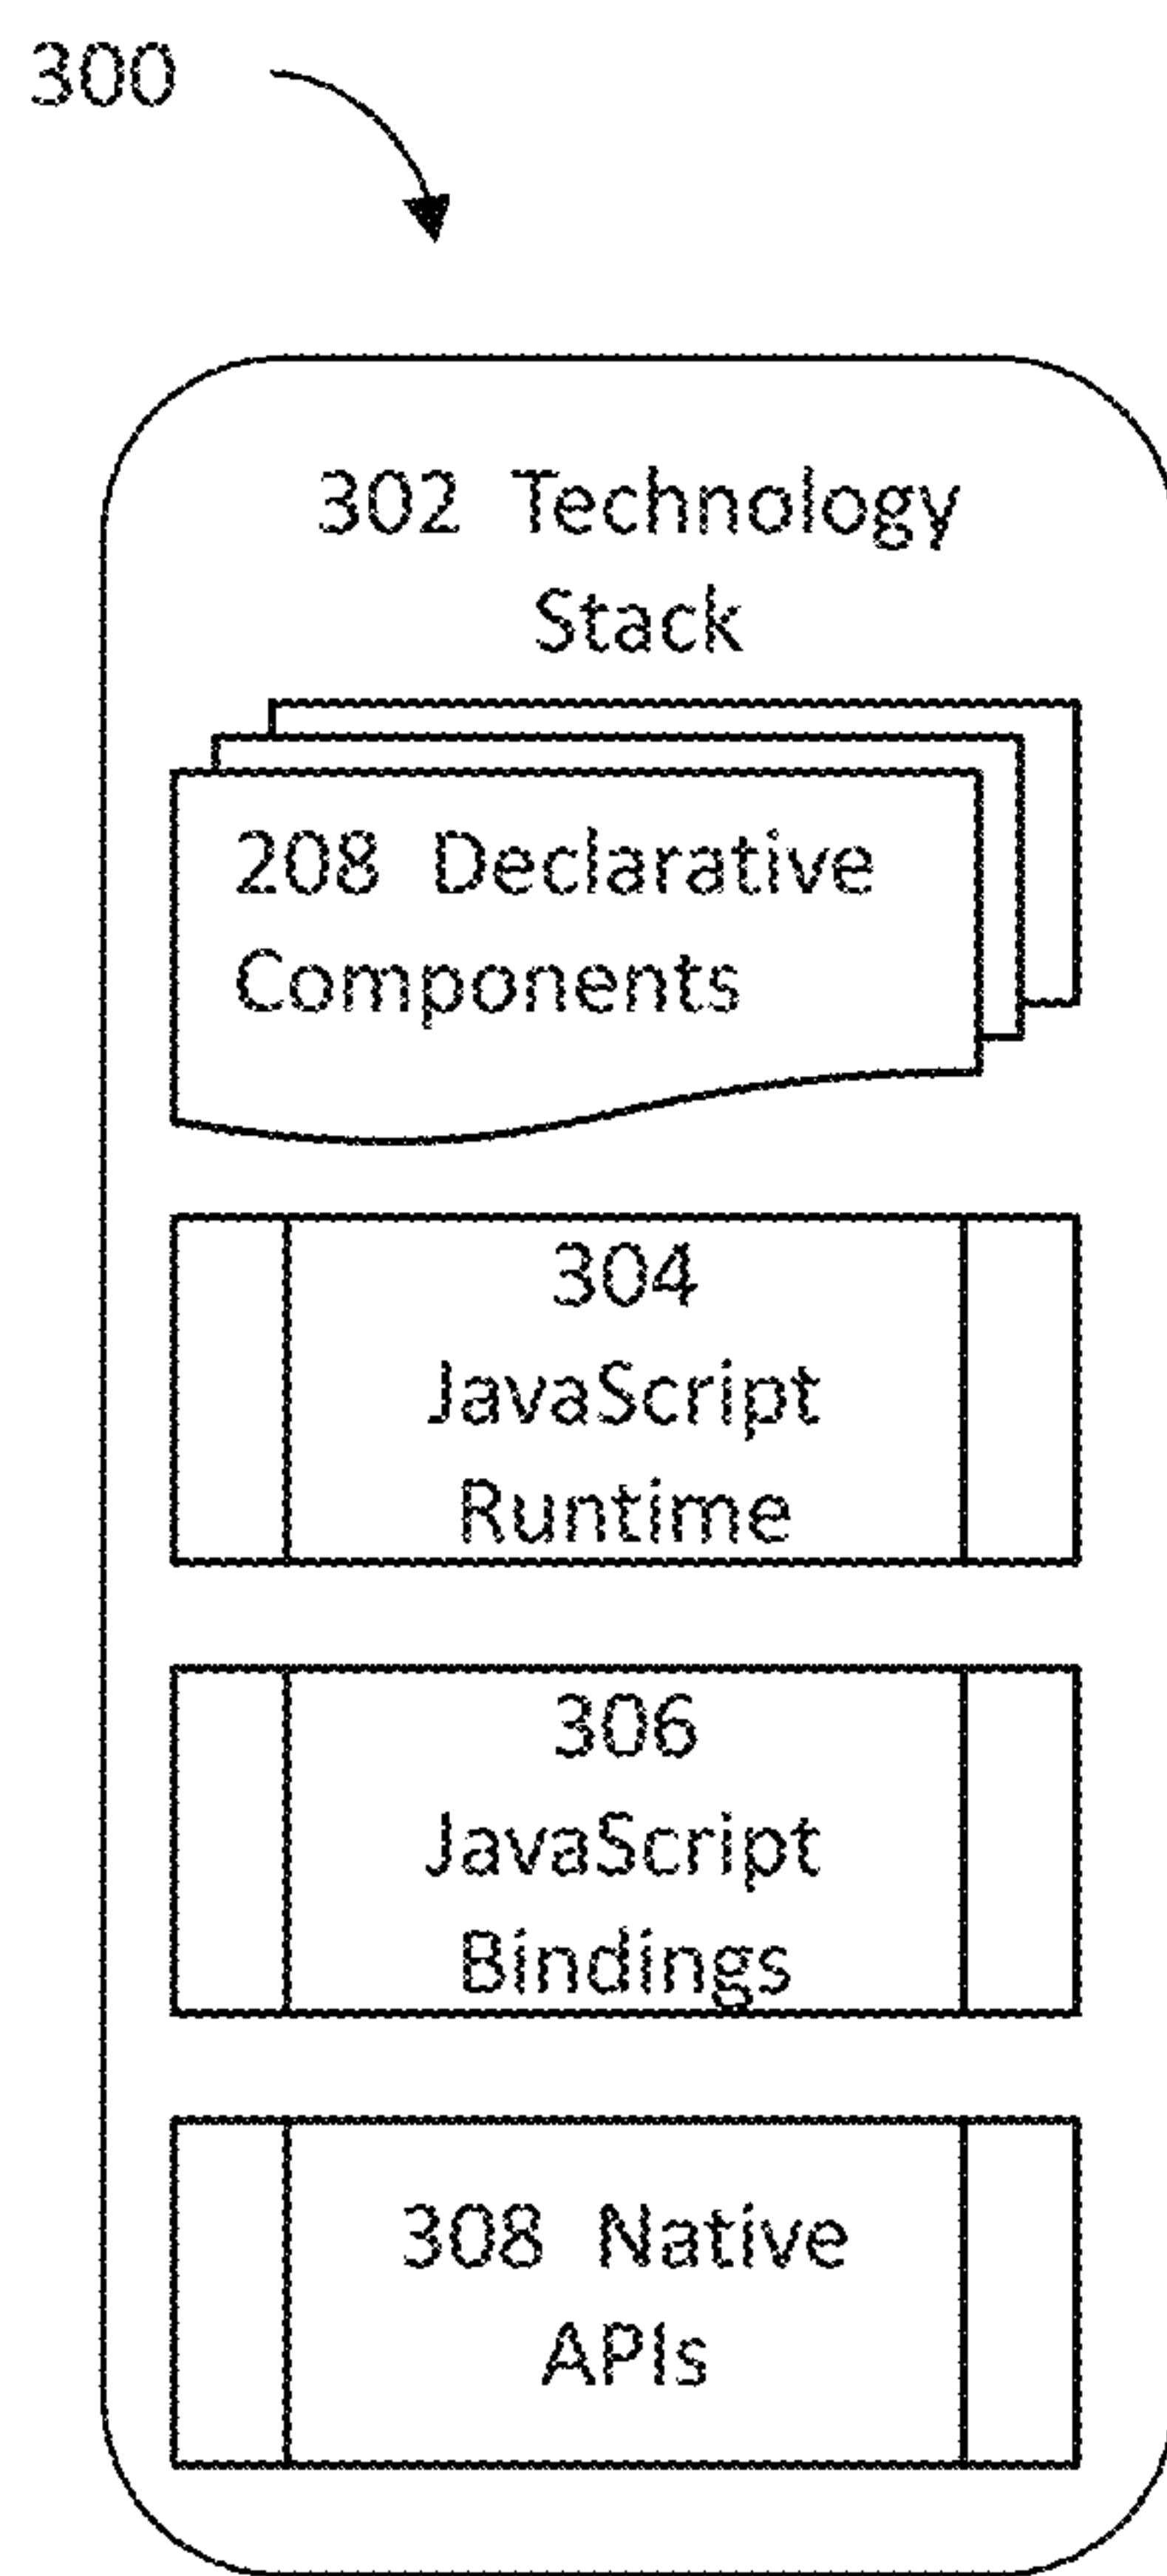 300
302 Technology
Stack
208 Declarative
Components
304
JavaScript
Runtime
306
JavaScript
Bindings
308 Native
APIs